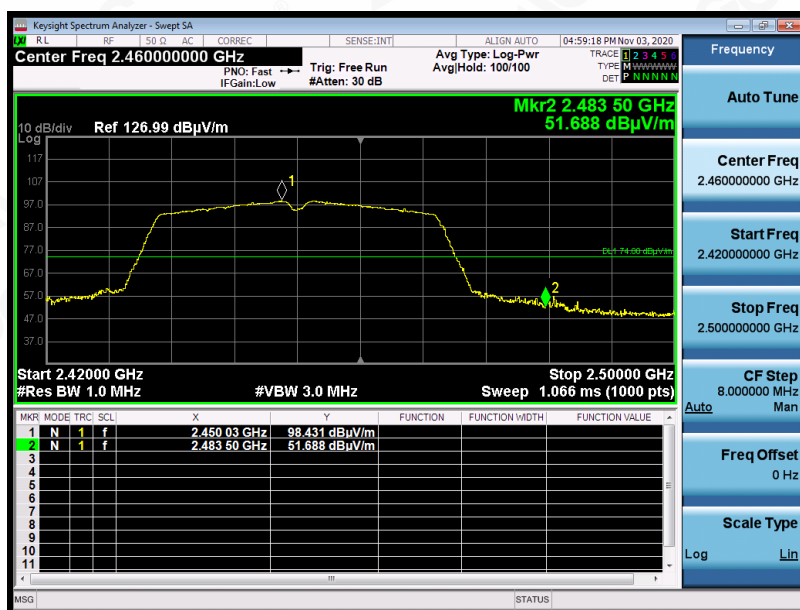 Keysight Spectrum Analyzer - Swept SA
LXI RL RF 50 Ω AC CORREC SENSE:INT ALIGN AUTO 04:59:18 PM Nov 03, 2020
Center Freq 2.460000000 GHz
PNO: Fast
IFGain:Low
Trig: Free Run
#Atten: 30 dB
Avg Type: Log-Pwr
Avg|Hold: 100/100
TRACE 1 2 3 4 5 6
TYPE MWWWWW
DET P N N N N N
Mkr2 2.483 50 GHz
51.688 dBµV/m
10 dB/div Ref 126.99 dBµV/m
Log
117
107
97.0
87.0
77.0
67.0
57.0
47.0
37.0
1
DL1 74.00 dBµV/m
2
Start 2.42000 GHz Stop 2.50000 GHz
#Res BW 1.0 MHz #VBW 3.0 MHz Sweep 1.066 ms (1000 pts)
MKR MODE TRC SCL X Y FUNCTION FUNCTION WIDTH FUNCTION VALUE
1 N 1 f 2.450 03 GHz 98.431 dBµV/m
2 N 1 f 2.483 50 GHz 51.688 dBµV/m
3
4
5
6
7
8
9
10
11
MSG STATUS
Frequency
Auto Tune
Center Freq
2.460000000 GHz
Start Freq
2.420000000 GHz
Stop Freq
2.500000000 GHz
CF Step
8.000000 MHz
Auto Man
Freq Offset
0 Hz
Scale Type
Log Lin